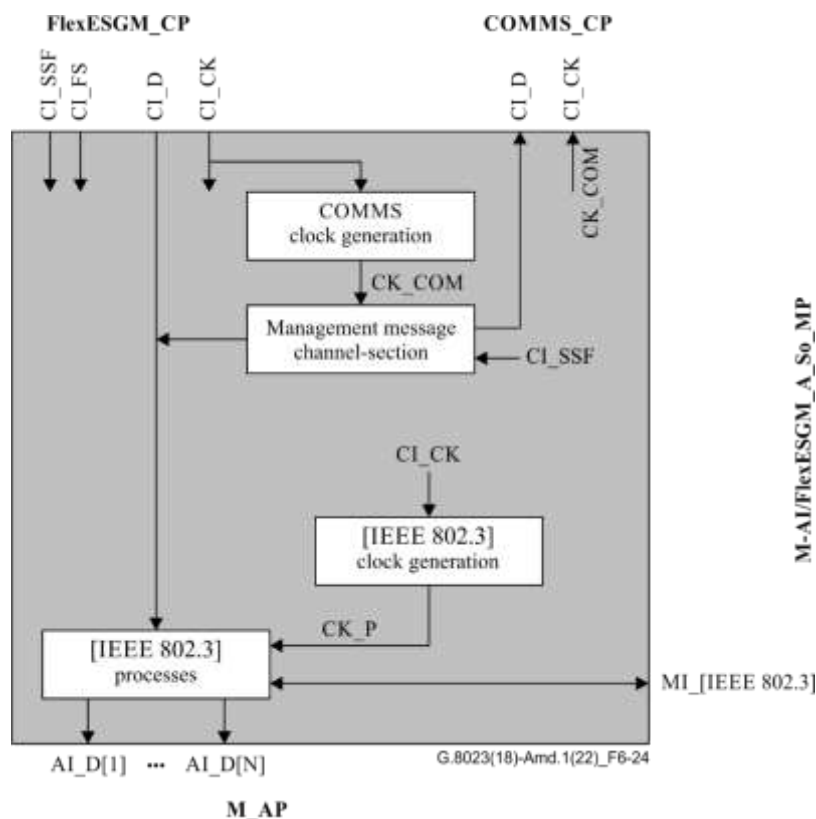 FlexESGM_CP
COMMS_CP
CI_SSF
CI_FS
CI_D
CI_CK
CI_D
CI_CK
CK_COM
COMMS
clock generation
CK_COM
Management message
channel-section
CI_SSF
M-AI/FlexESGM_A_So_MP
CI_CK
[IEEE 802.3]
clock generation
CK_P
[IEEE 802.3]
processes
MI_[IEEE 802.3]
AI_D[1] ••• AI_D[N]
G.8023(18)-Amd.1(22)_F6-24
M_AP